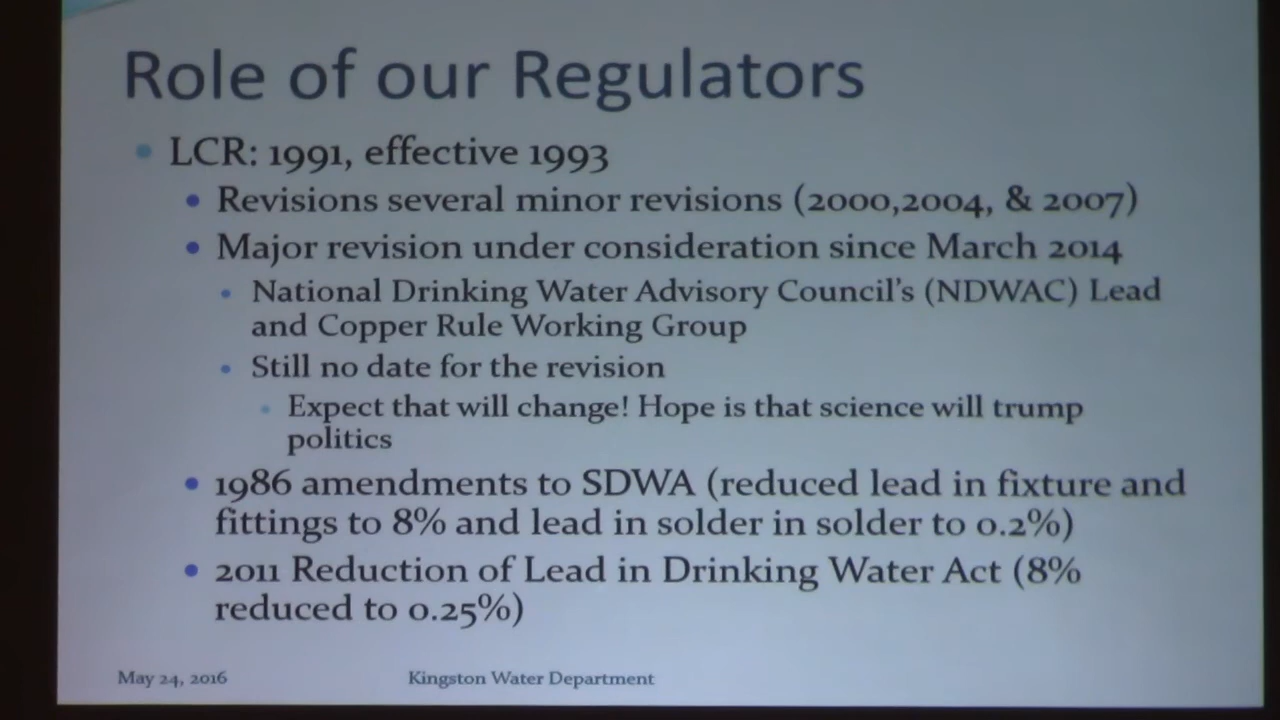 Role of our Regulators
LCR: 1991, effective 1993
Revisions several minor revisions (2000,2004, & 2007)
Major revision under consideration since March 2014
National Drinking Water Advisory Council's (NDWAC) Lead
and Copper Rule Working Group
Still no date for the revision
Expect that will change! Hope is that science will trump
politics
1986 amendments to SDWA (reduced lead in fixture and
fittings to 8% and lead in solder in solder to 0.2%)
2011 Reduction of Lead in Drinking Water Act (8%
reduced to 0.25%)
May 24, 2016 Kingston Water Department